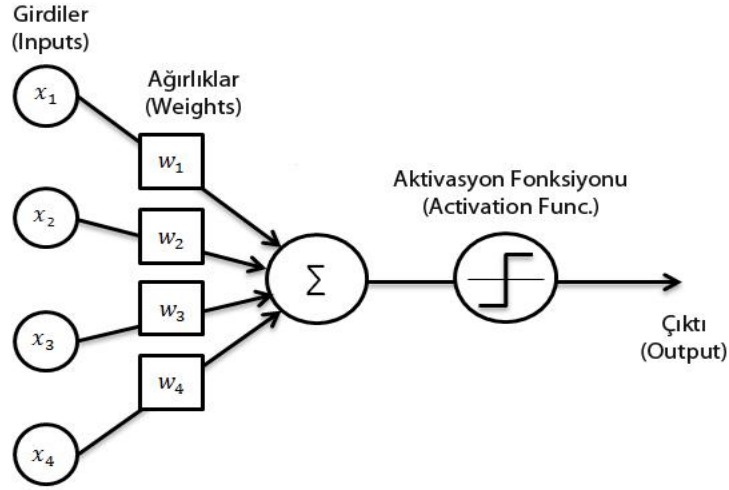 Girdiler
(Inputs)
x₁
Ağırlıklar
(Weights)
w₁
x₂
w₂
Aktivasyon Fonksiyonu
(Activation Func.)
Σ
w₃
x₃
Çıktı
(Output)
w₄
x₄